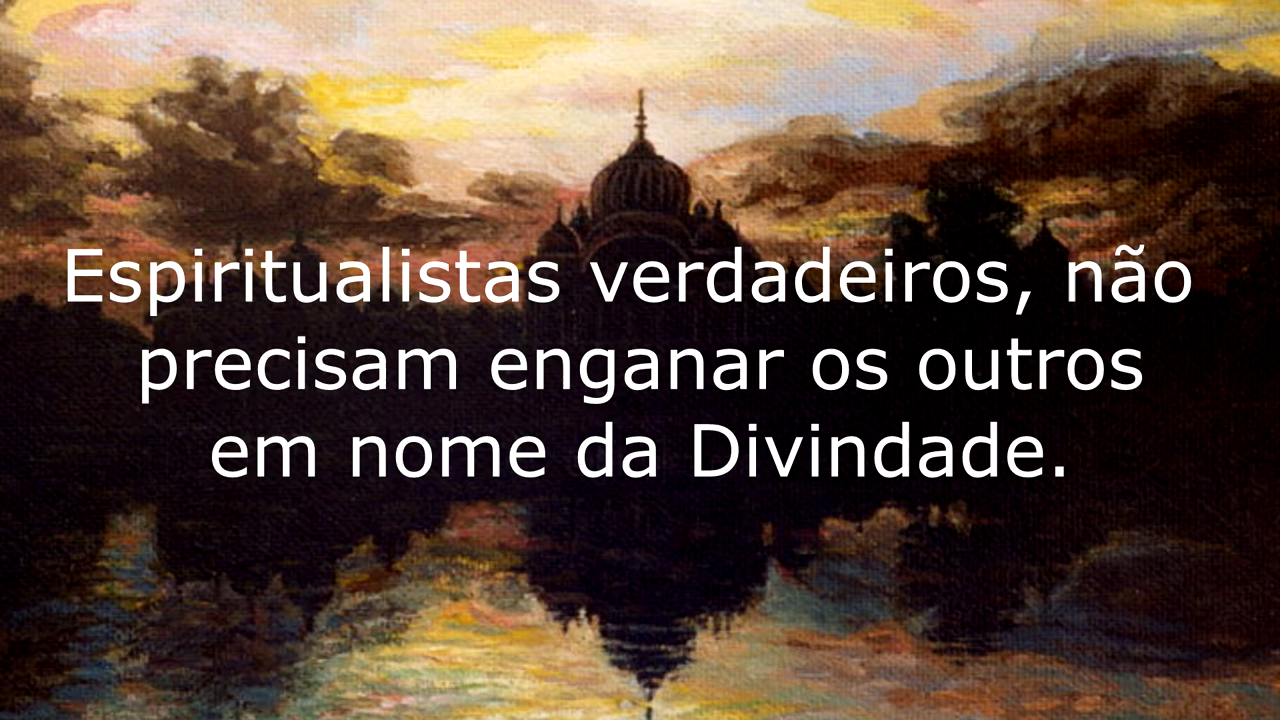 Espiritualistas verdadeiros, não
precisam enganar os outros
em nome da Divindade.